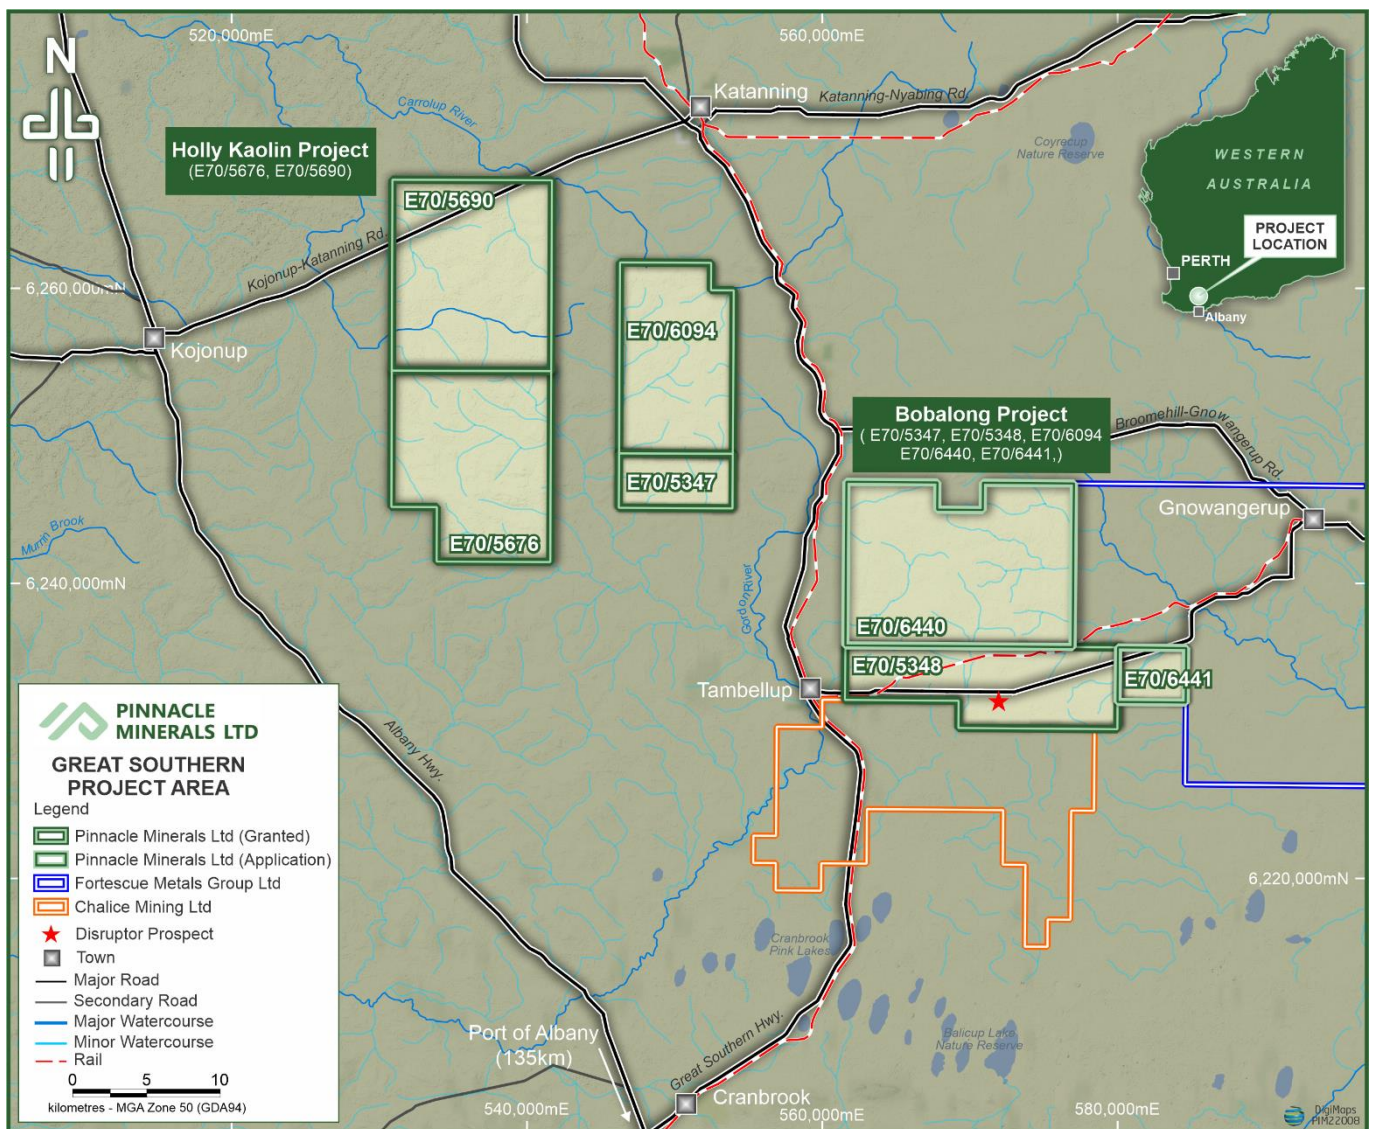 520,000mE
560,000mE
N
Katanning
Katanning-Nyabing Rd.
Carrolup River
Coyrecup
Nature Reserve
Holly Kaolin Project
(E70/5676, E70/5690)
WESTERN
AUSTRALIA
PROJECT
LOCATION
PERTH
Albany
E70/5690
Kojonup-Katanning Rd.
6,260,000mN
E70/6094
Kojonup
Bobalong Project
( E70/5347, E70/5348, E70/6094
E70/6440, E70/6441,)
Broomehill-Gnowangerup Rd.
E70/5347
Gnowangerup
Murrin Brook
E70/5676
6,240,000mN
Gordon River
E70/6440
E70/5348
E70/6441
Tambellup
PINNACLE
MINERALS LTD
GREAT SOUTHERN
PROJECT AREA
Legend
Pinnacle Minerals Ltd (Granted)
Pinnacle Minerals Ltd (Application)
Fortescue Metals Group Ltd
Chalice Mining Ltd
Disruptor Prospect
Town
Major Road
Secondary Road
Major Watercourse
Minor Watercourse
Rail
0 5 10
kilometres - MGA Zone 50 (GDA94)
Albany Hwy.
6,220,000mN
Cranbrook
Pink Lakes
Balicup Lake
Nature Reserve
Port of Albany
(135km)
Great Southern Hwy.
Cranbrook
540,000mE
560,000mE
580,000mE
DigiMaps
PIM22008